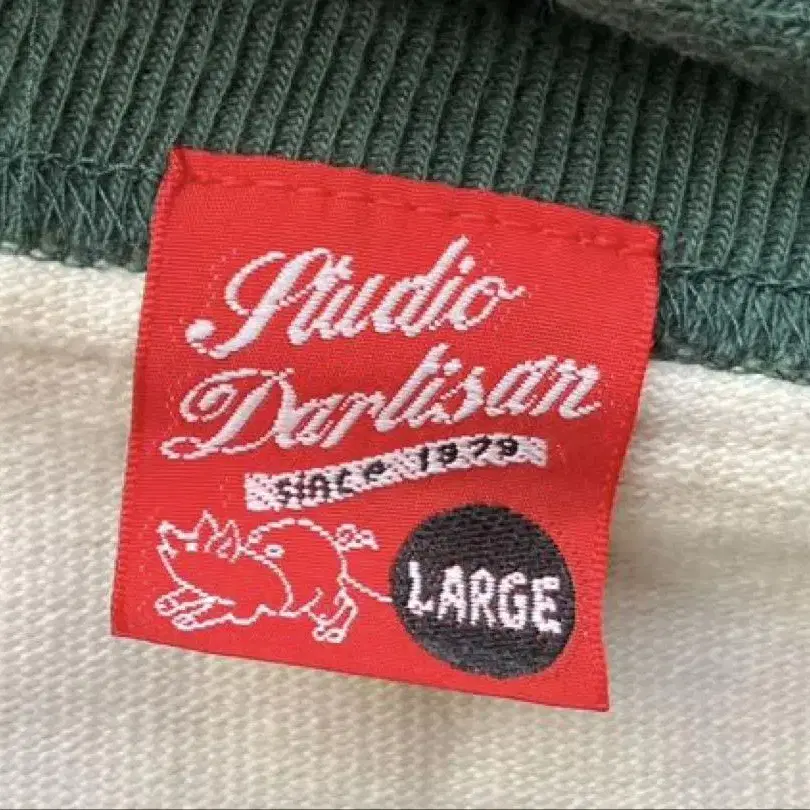 Studio
Dartisan
SINCE 1979
LARGE